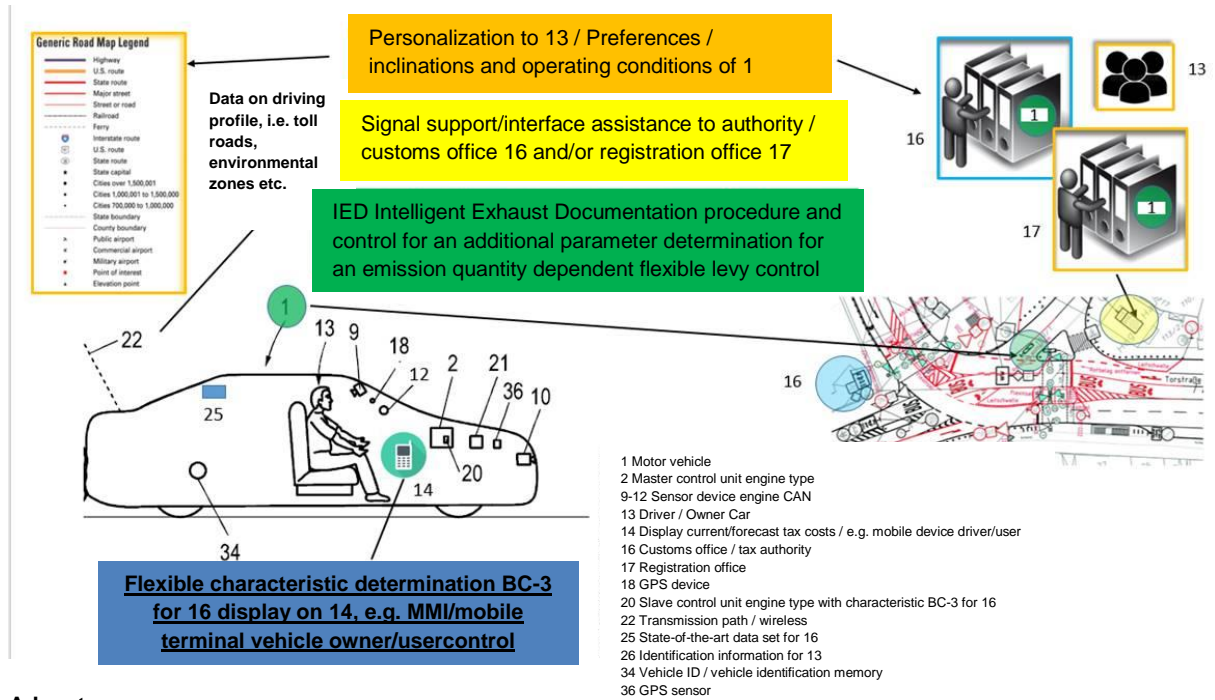 Generic Road Map Legend
Highway
U.S. route
State route
Major street
Street or road
Railroad
Ferry
Interstate route
U.S. route
State route
State capital
Cities over 1,500,001
Cities 1,000,001 to 1,500,000
Cities 700,000 to 1,000,000
State boundary
County boundary
Public airport
Commercial airport
Military airport
Point of interest
Elevation point
Data on driving
profile, i.e. toll
roads,
environmental
zones etc.
Personalization to 13 / Preferences /
inclinations and operating conditions of 1
Signal support/interface assistance to authority /
customs office 16 and/or registration office 17
IED Intelligent Exhaust Documentation procedure and
control for an additional parameter determination for
an emission quantity dependent flexible levy control
1
16
13
1
17
Torstraße
16
1
22
13
9
18
12
2
21
36
10
25
20
14
34
Flexible characteristic determination BC-3
for 16 display on 14, e.g. MMI/mobile
terminal vehicle owner/usercontrol
1 Motor vehicle
2 Master control unit engine type
9-12 Sensor device engine CAN
13 Driver / Owner Car
14 Display current/forecast tax costs / e.g. mobile device driver/user
16 Customs office / tax authority
17 Registration office
18 GPS device
20 Slave control unit engine type with characteristic BC-3 for 16
22 Transmission path / wireless
25 State-of-the-art data set for 16
26 Identification information for 13
34 Vehicle ID / vehicle identification memory
36 GPS sensor